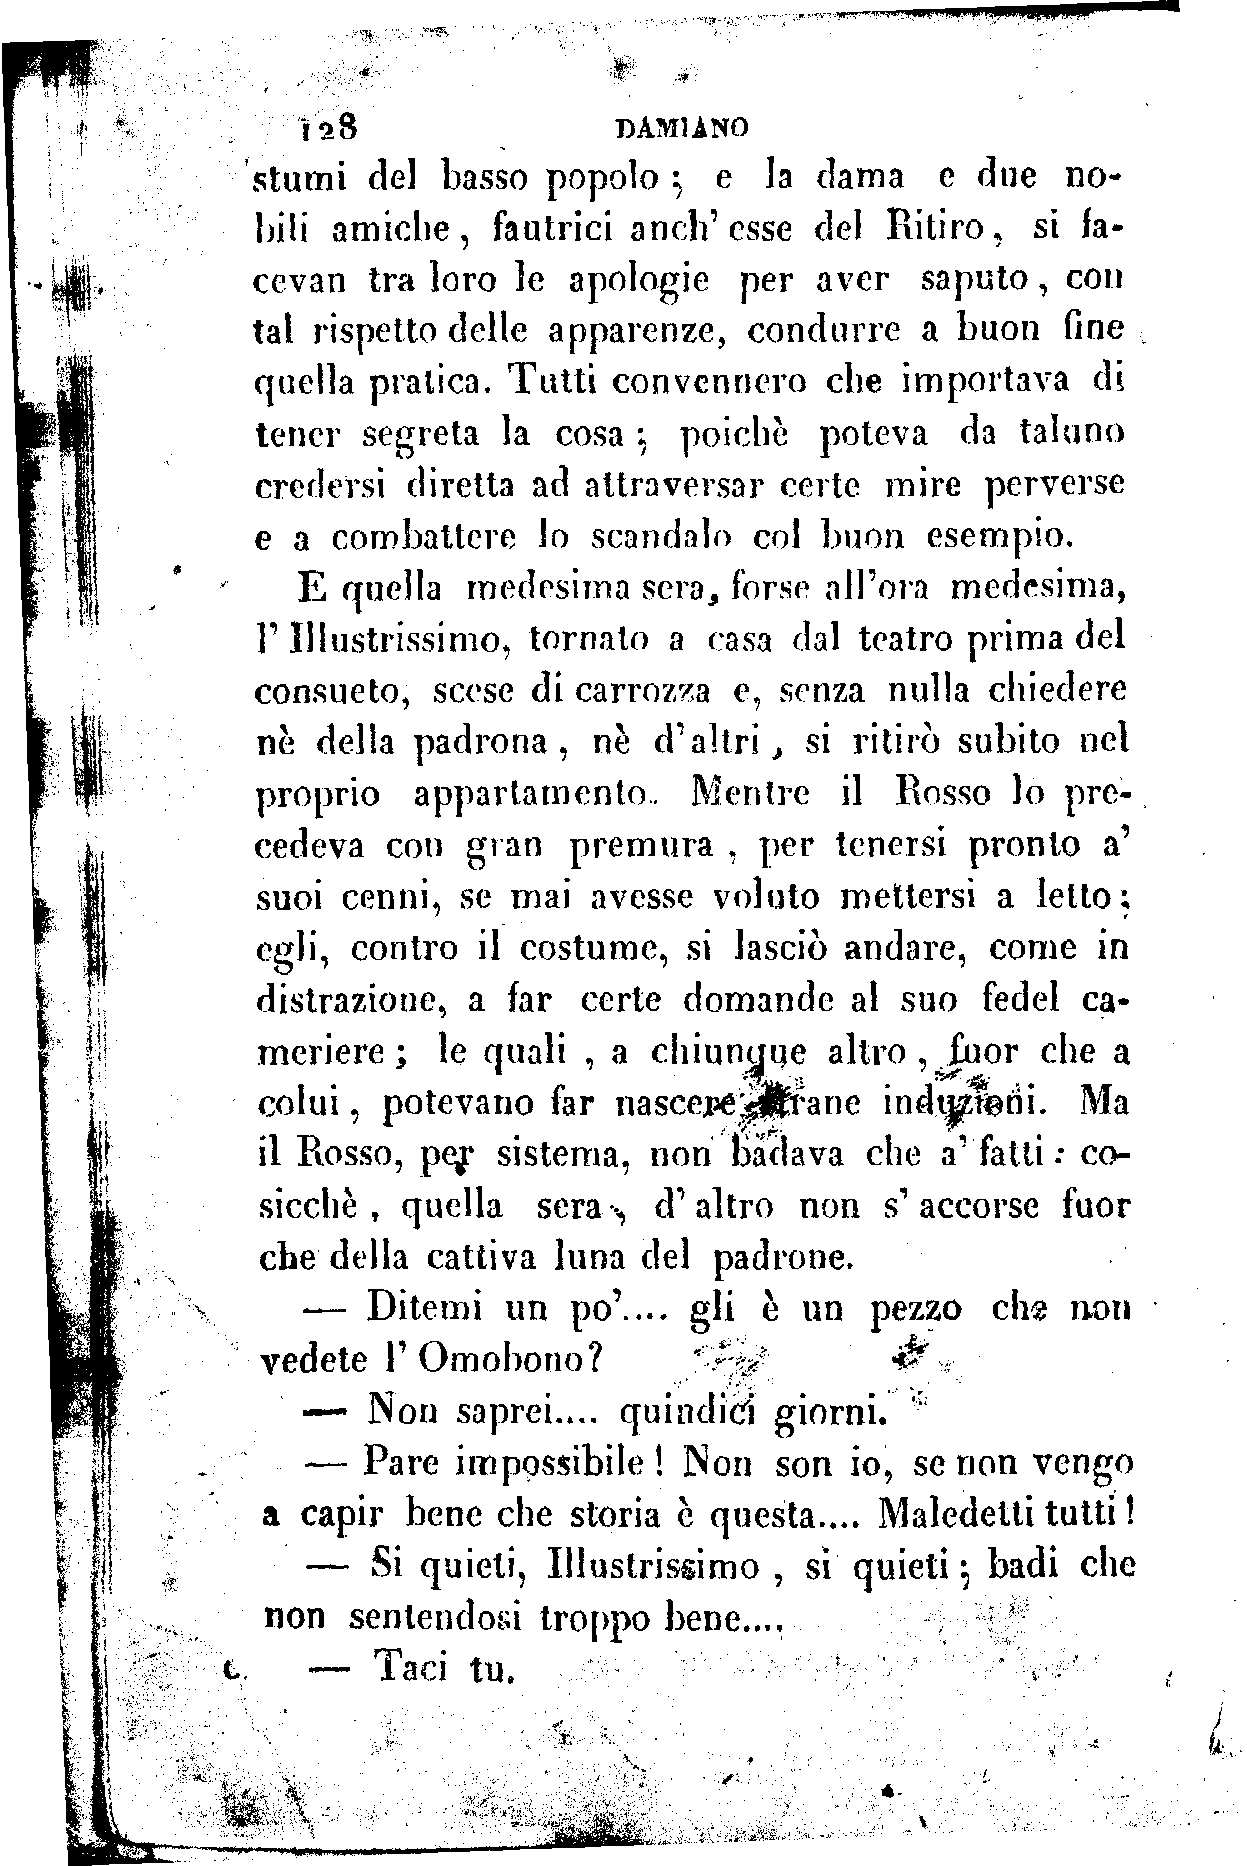 128 DAMIANO
stumi del basso popolo; e la dama e due no-
bili amiche, fautrici anch' esse del Ritiro, si fa-
cevan tra loro le apologie per aver saputo, con
tal rispetto delle apparenze, condurre a buon fine
quella pratica. Tutti convennero che importava di
tener segreta la cosa; poichè poteva da taluno
credersi diretta ad attraversar certe mire perverse
e a combattere lo scandalo col buon esempio.
E quella medesima sera, forse all'ora medesima,
l' Illustrissimo, tornato a casa dal teatro prima del
consueto, scese di carrozza e, senza nulla chiedere
nè della padrona, nè d'altri, si ritirò subito nel
proprio appartamento. Mentre il Rosso lo pre-
cedeva con gran premura, per tenersi pronto a'
suoi cenni, se mai avesse voluto mettersi a letto;
egli, contro il costume, si lasciò andare, come in
distrazione, a far certe domande al suo fedel ca-
meriere; le quali, a chiunque altro, fuor che a
colui, potevano far nascere strane induzioni. Ma
il Rosso, per sistema, non badava che a' fatti: co-
sicchè, quella sera, d' altro non s' accorse fuor
che della cattiva luna del padrone.
— Ditemi un po'.... gli è un pezzo che non
vedete l' Omobono?
— Non saprei.... quindici giorni.
— Pare impossibile! Non son io, se non vengo
a capir bene che storia è questa.... Maledetti tutti!
— Si quieti, Illustrissimo, si quieti; badi che
non sentendosi troppo bene....
— Taci tu.